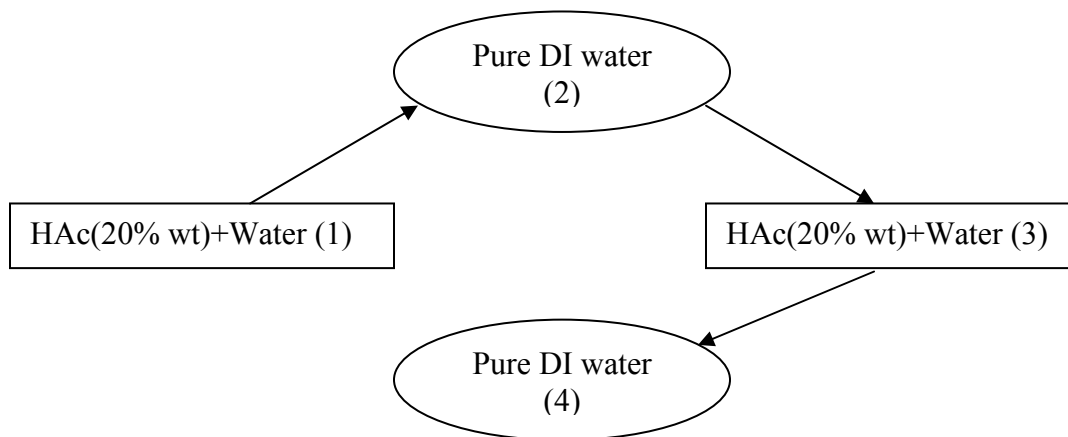 Pure DI water
(2)
HAc(20% wt)+Water (1)
HAc(20% wt)+Water (3)
Pure DI water
(4)